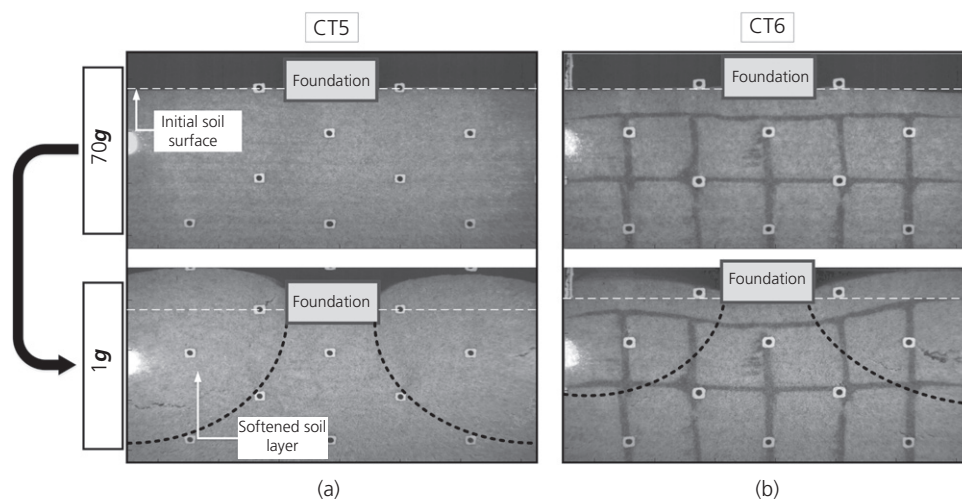 CT5
CT6
70g
Foundation
Initial soil
surface
Foundation
1g
Foundation
Softened soil
layer
Foundation
(a)
(b)